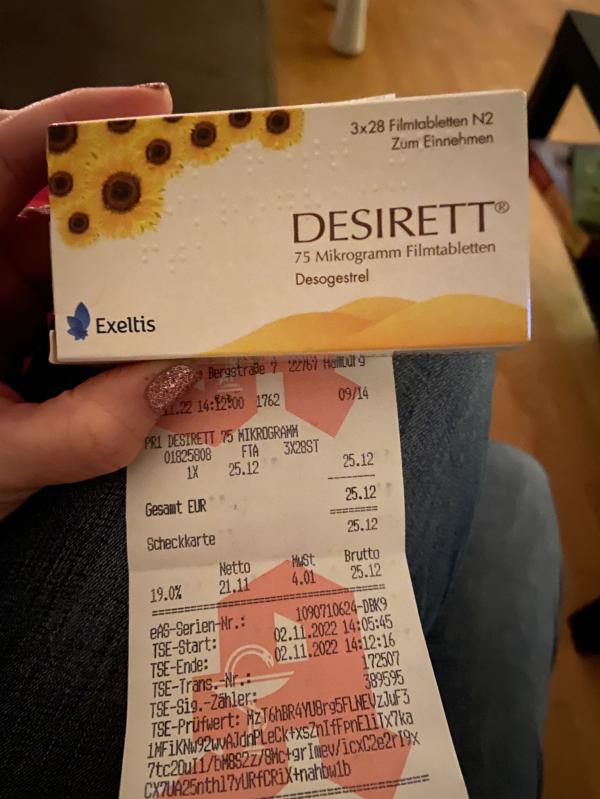 3x28 Filmtabletten N2
Zum Einnehmen
DESIRETT®
75 Mikrogramm Filmtabletten
Desogestrel
Exeltis
Bergstraße 7 22767 Hamburg
.11.22 14:12:00 1762 09/14
PR1 DESIRETT 75 MIKROGRAMM
01825808 FTA 3X28ST
1X 25.12 25.12
Gesamt EUR 25.12
Scheckkarte 25.12
Netto MwSt Brutto
19.0% 21.11 4.01 25.12
eAS-Serien-Nr.: 1090710624-DBK9
TSE-Start: 02.11.2022 14:05:45
TSE-Ende: 02.11.2022 14:12:16
TSE-Trans.-Nr.: 172507
TSE-Sig.-Zähler: 389595
TSE-Prüfwert: MzT6hBR4YU8rg5FLNEVzJuF3
1MFiKNw92wvAJdnPLeCk+xsZnIfFpnEliTx7ka
7tc2Ou11/bM8S2z/8Mc+grImev/icxC2e2rI9x
CX7UA25nthl7yURfCRiX+nahbw1b